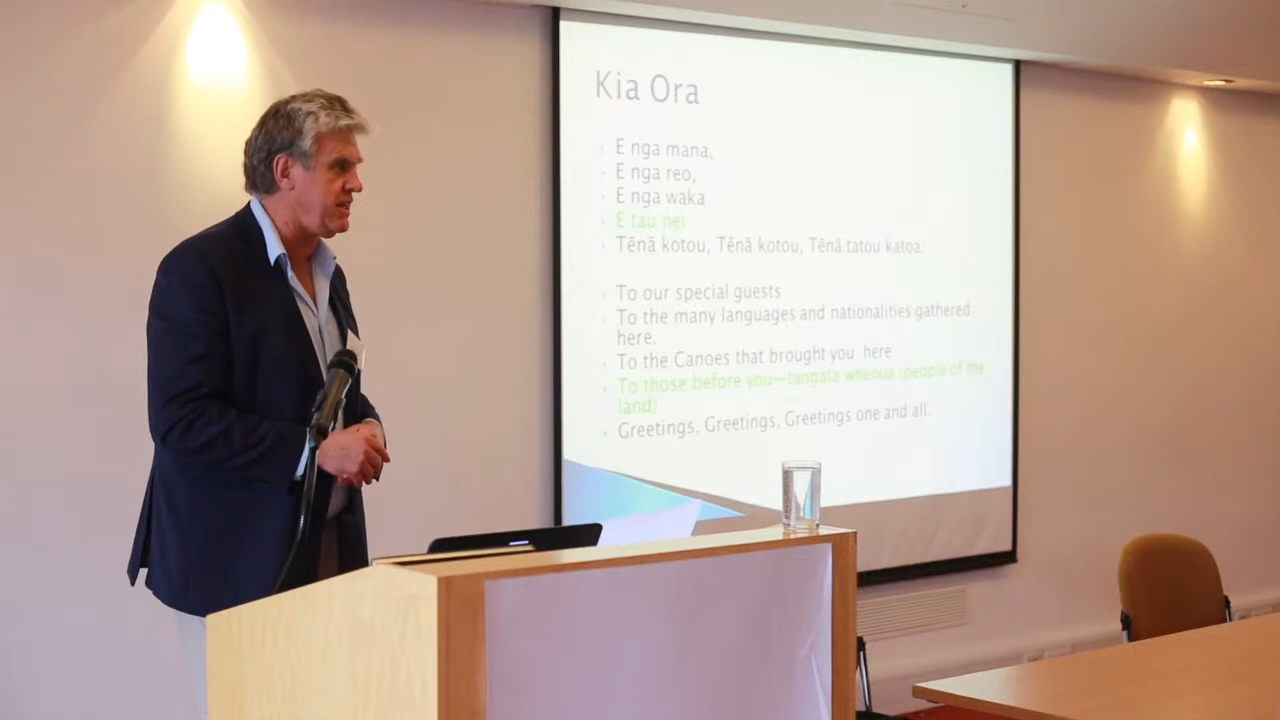 Kia Ora
E nga mana,
E nga reo,
E nga waka
E tau nei
Tēnā kotou, Tēnā kotou, Tēnā tatou katoa.
To our special guests
To the many languages and nationalities gathered
here.
To the Canoes that brought you here
To those before you—tangata whenua (people of the
land)
Greetings, Greetings, Greetings one and all.